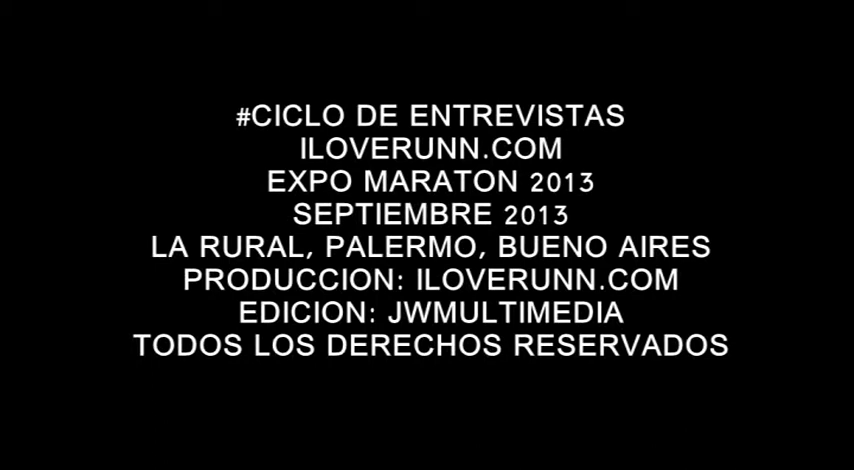 #CICLO DE ENTREVISTAS
ILOVERUNN.COM
EXPO MARATON 2013
SEPTIEMBRE 2013
LA RURAL, PALERMO, BUENO AIRES
PRODUCCION: ILOVERUNN.COM
EDICION: JWMULTIMEDIA
TODOS LOS DERECHOS RESERVADOS